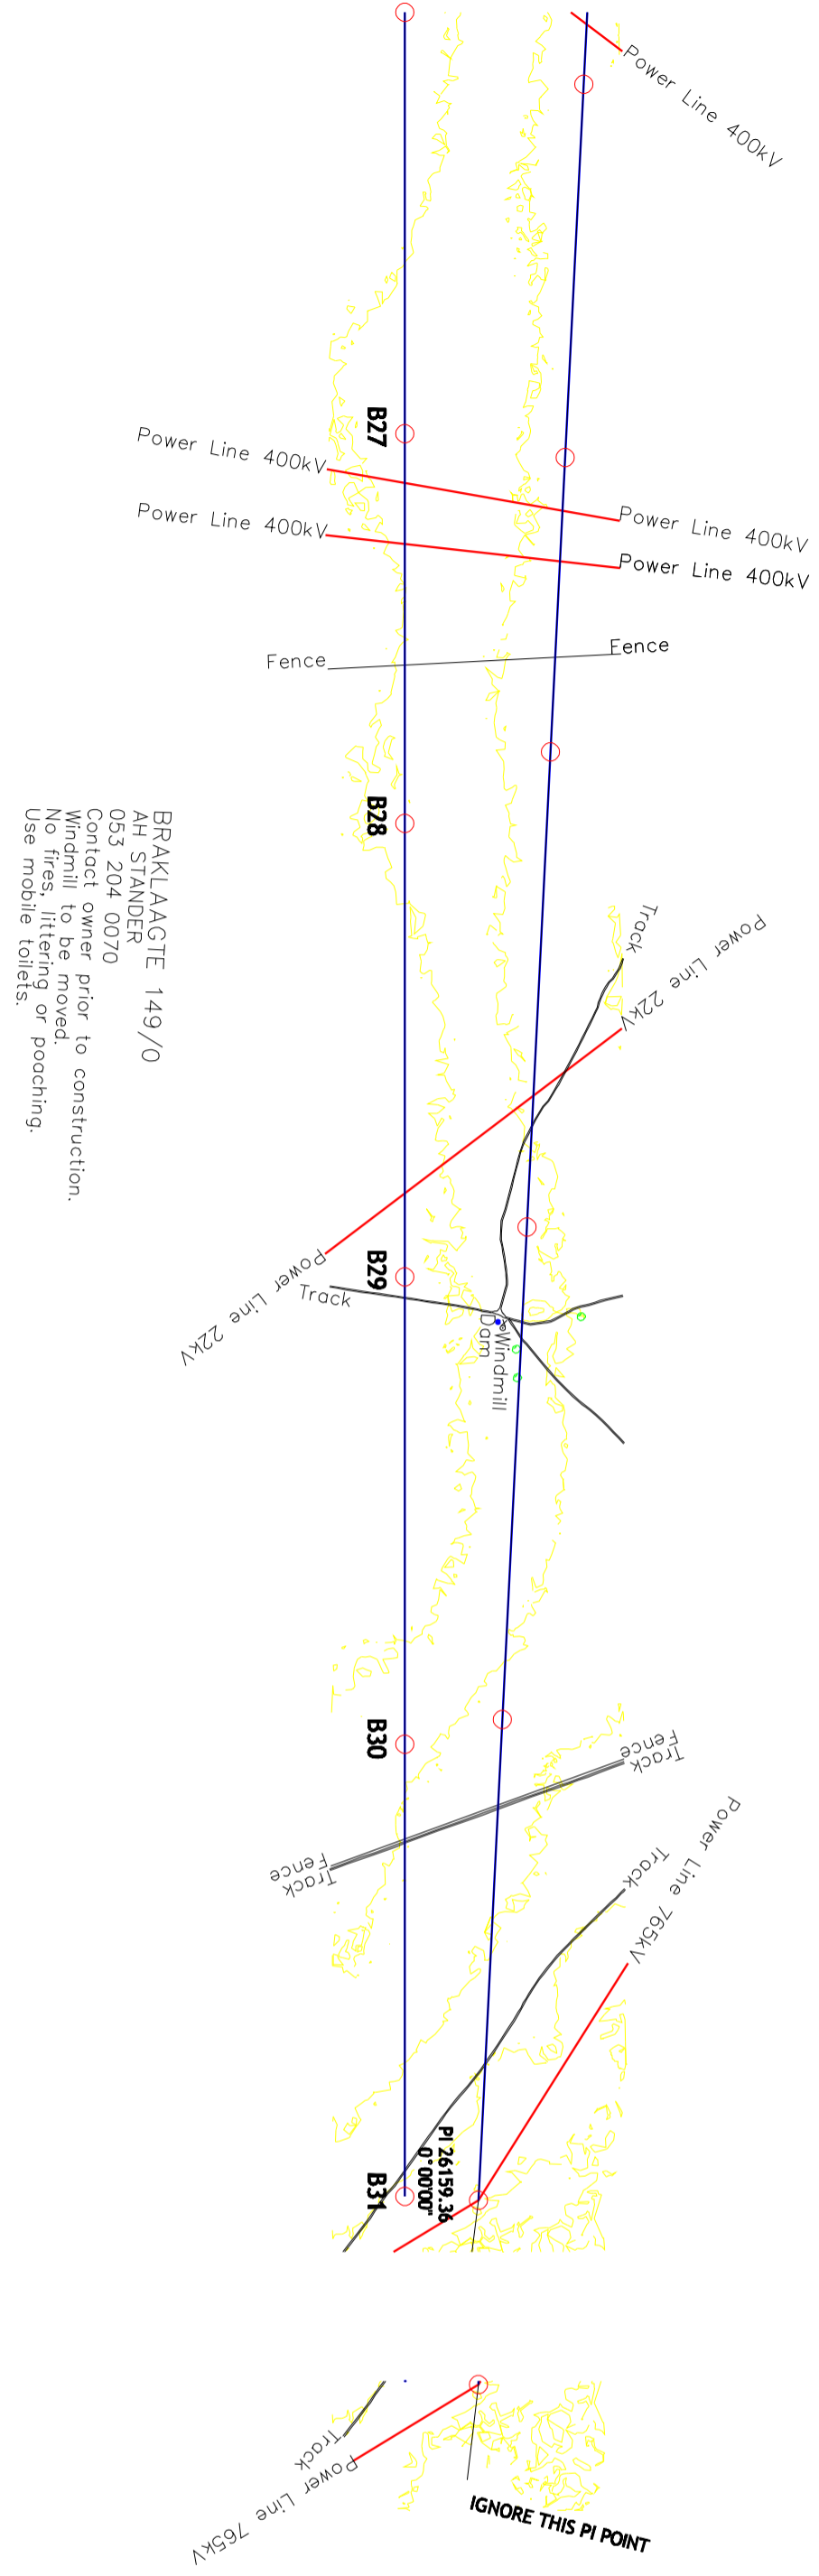 Power Line 400kV
B27
Power Line 400kV
Power Line 400kV
Power Line 400kV
Power Line 400kV
Fence
Fence
B28
BRAKLAAGTE 149/0
AH STANDER
053 204 0070
Contact owner prior to construction.
Windmill to be moved.
No fires, littering or poaching.
Use mobile toilets.
Track
Power Line 22kV
Power Line 22kV
B29
Track
Windmill
Dam
B30
Fence
Track
Fence
Track
Power Line 765kV
Track
PI 26159.36
0°00'00"
B31
Track
Power Line 765kV
IGNORE THIS PI POINT